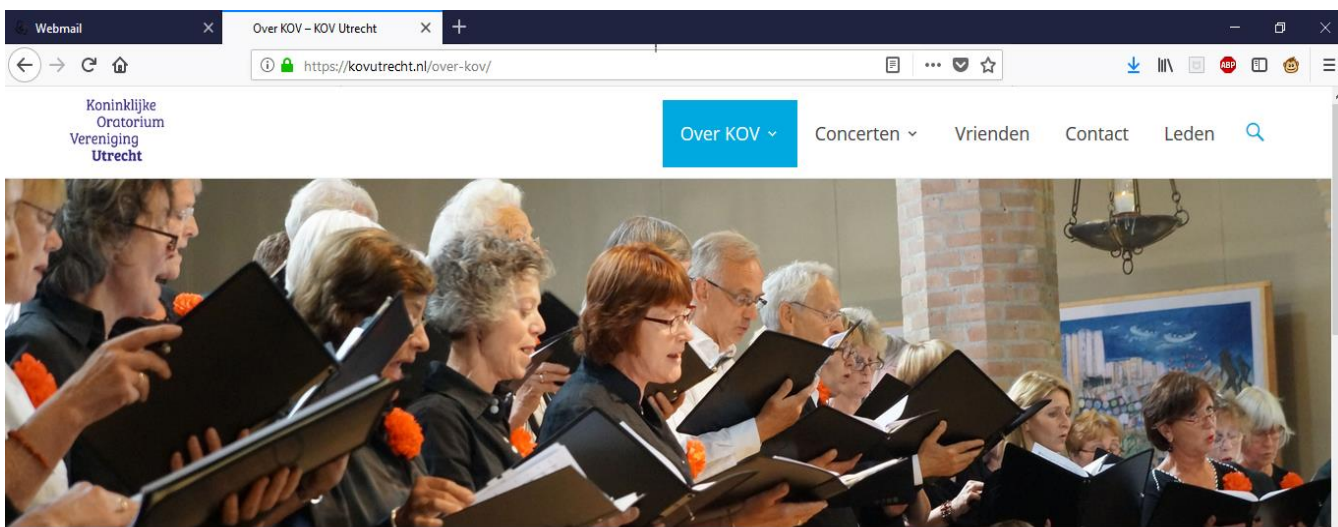 Webmail
Over KOV – KOV Utrecht
https://kovutrecht.nl/over-kov/
ABP
Koninklijke
Oratorium
Vereniging
Utrecht
Over KOV Concerten Vrienden Contact Leden